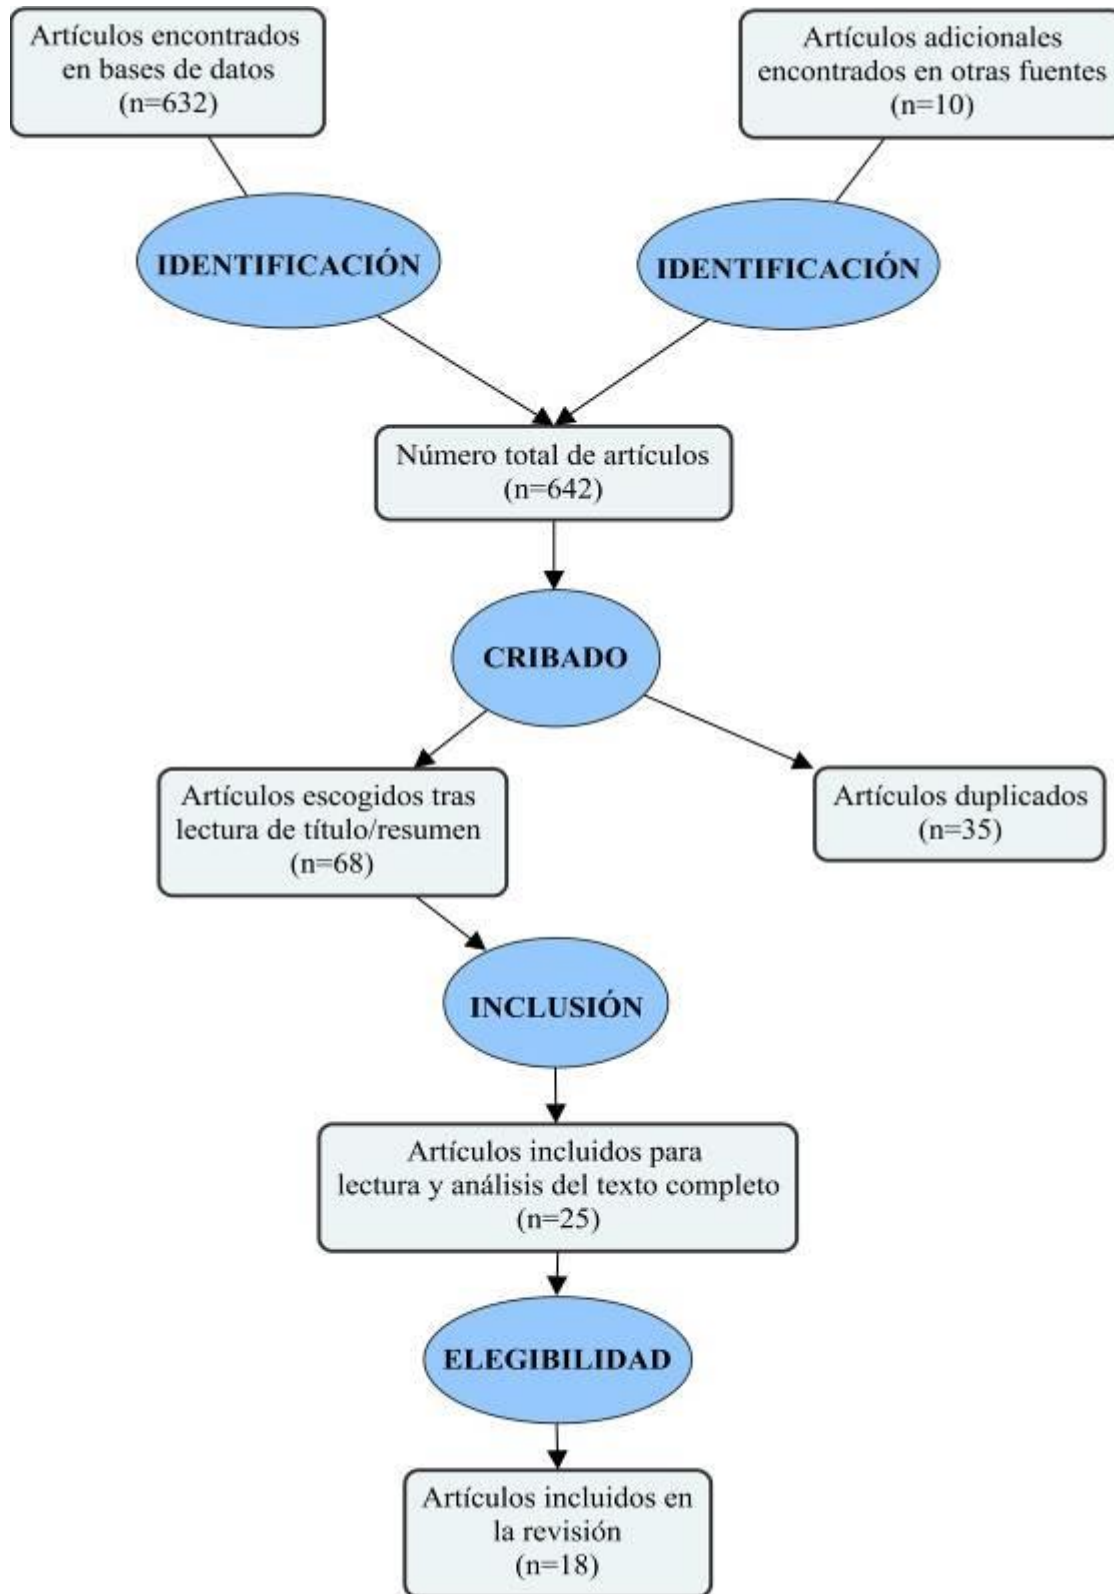 Artículos encontrados
en bases de datos
(n=632)
Artículos adicionales
encontrados en otras fuentes
(n=10)
IDENTIFICACIÓN
IDENTIFICACIÓN
Número total de artículos
(n=642)
CRIBADO
Artículos escogidos tras
lectura de título/resumen
(n=68)
Artículos duplicados
(n=35)
INCLUSIÓN
Artículos incluidos para
lectura y análisis del texto completo
(n=25)
ELEGIBILIDAD
Artículos incluidos en
la revisión
(n=18)